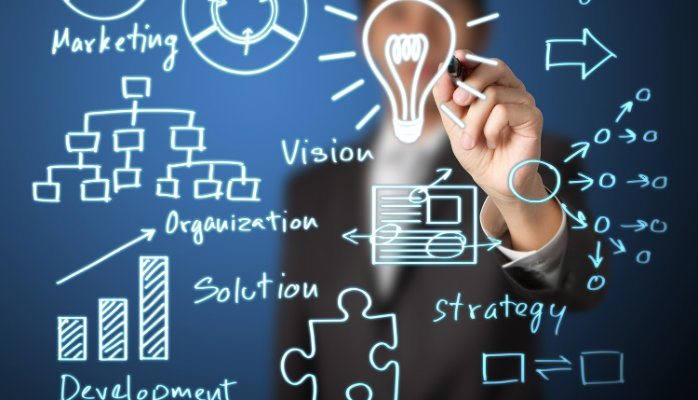 Marketing
Vision
Organization
Solution
strategy
Development